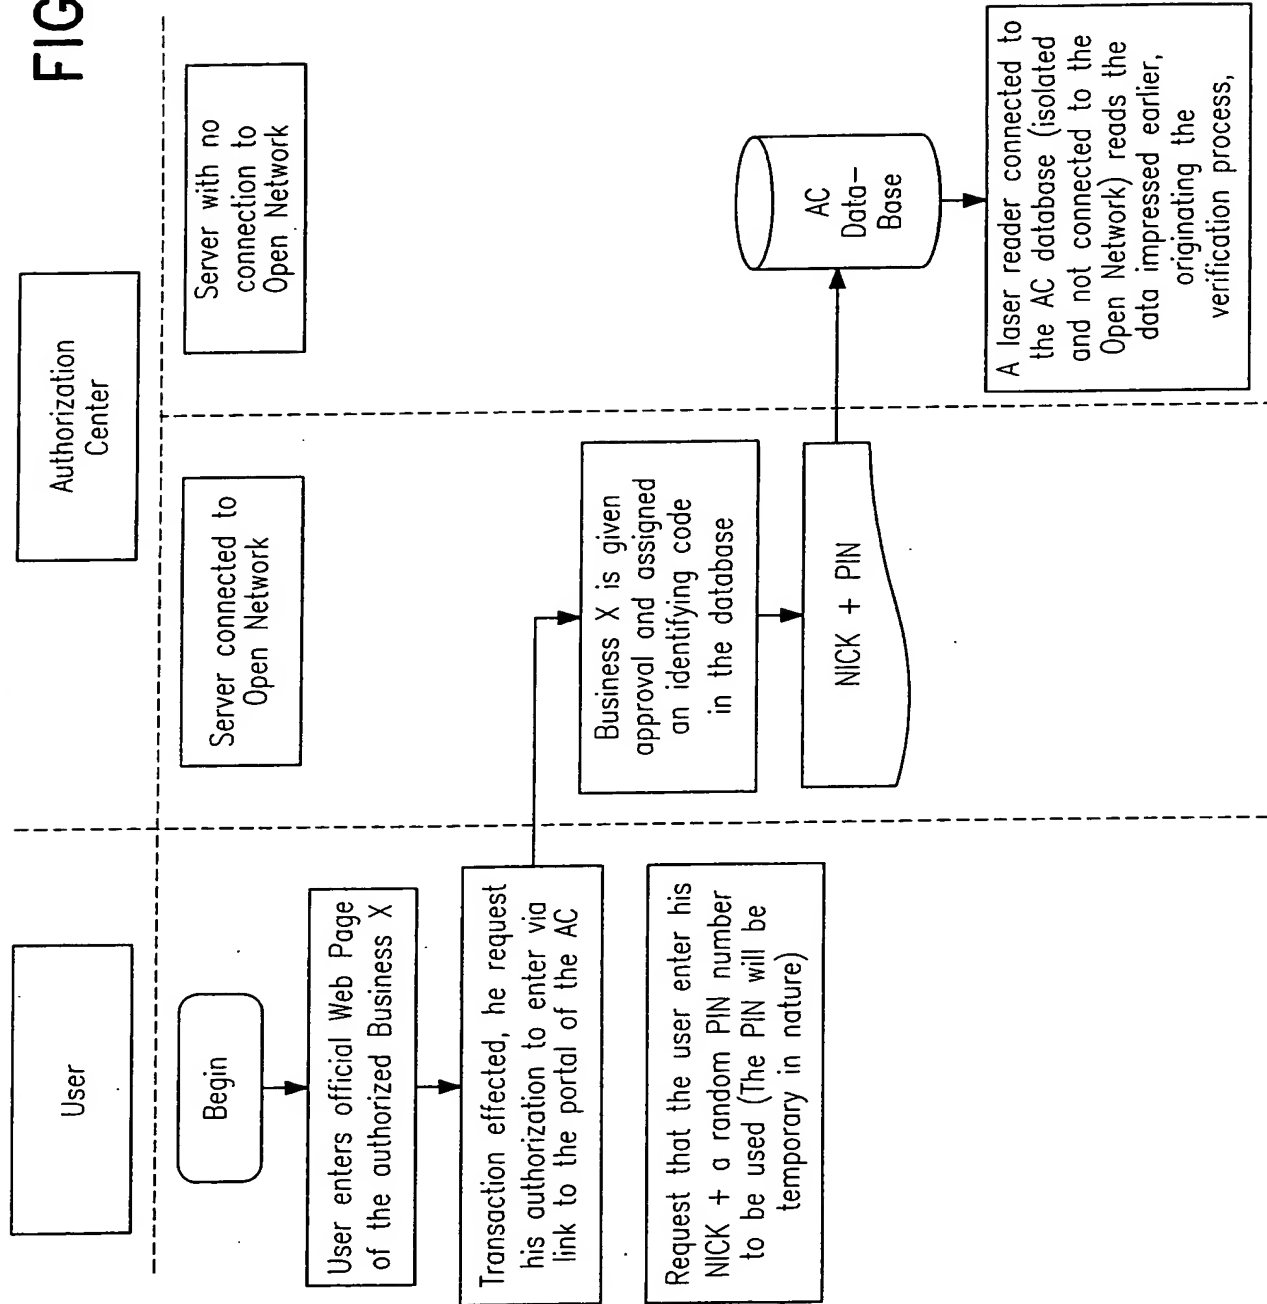 FIG
User
Authorization
Center
Server connected to
Open Network
Server with no
connection to
Open Network
Begin
User enters official Web Page
of the authorized Business X
Transaction effected, he request
his authorization to enter via
link to the portal of the AC
Request that the user enter his
NICK + a random PIN number
to be used (The PIN will be
temporary in nature)
Business X is given
approval and assigned
an identifying code
in the database
NICK + PIN
AC
Data-
Base
A laser reader connected to
the AC database (isolated
and not connected to the
Open Network) reads the
data impressed earlier,
originating the
verification process,